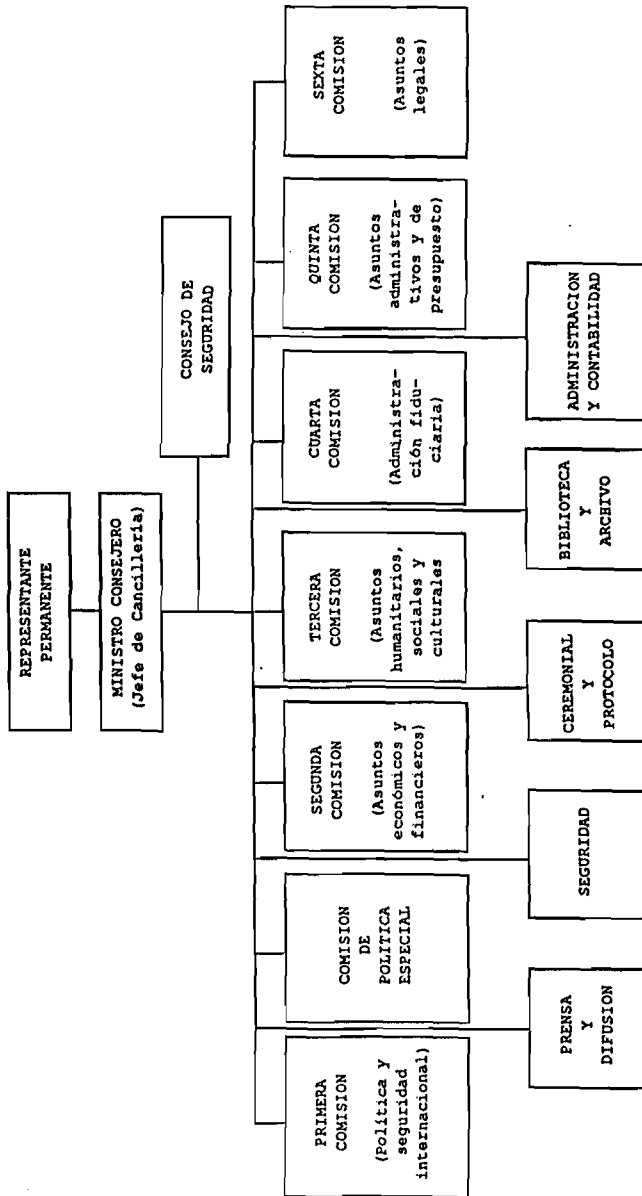 REPRESENTANTE
PERMANENTE
MINISTRO CONSEJERO
(Jefe de Cancillería)
CONSEJO DE
SEGURIDAD
PRIMERA
COMISION
(Política y
seguridad
internacional)
COMISION
DE
POLITICA
ESPECIAL
SEGUNDA
COMISION
(Asuntos
económicos y
financieros)
TERCERA
COMISION
(Asuntos
humanitarios,
sociales y
culturales
CUARTA
COMISION
(Administra-
ción fidu-
ciaria)
QUINTA
COMISION
(Asuntos
administra-
tivos y de
presupuesto)
SEXTA
COMISION
(Asuntos
legales)
PRENSA
Y
DIFUSION
SEGURIDAD
CEREMONIAL
Y
PROTOCOLO
BIBLIOTECA
Y
ARCHIVO
ADMINISTRACION
Y CONTABILIDAD